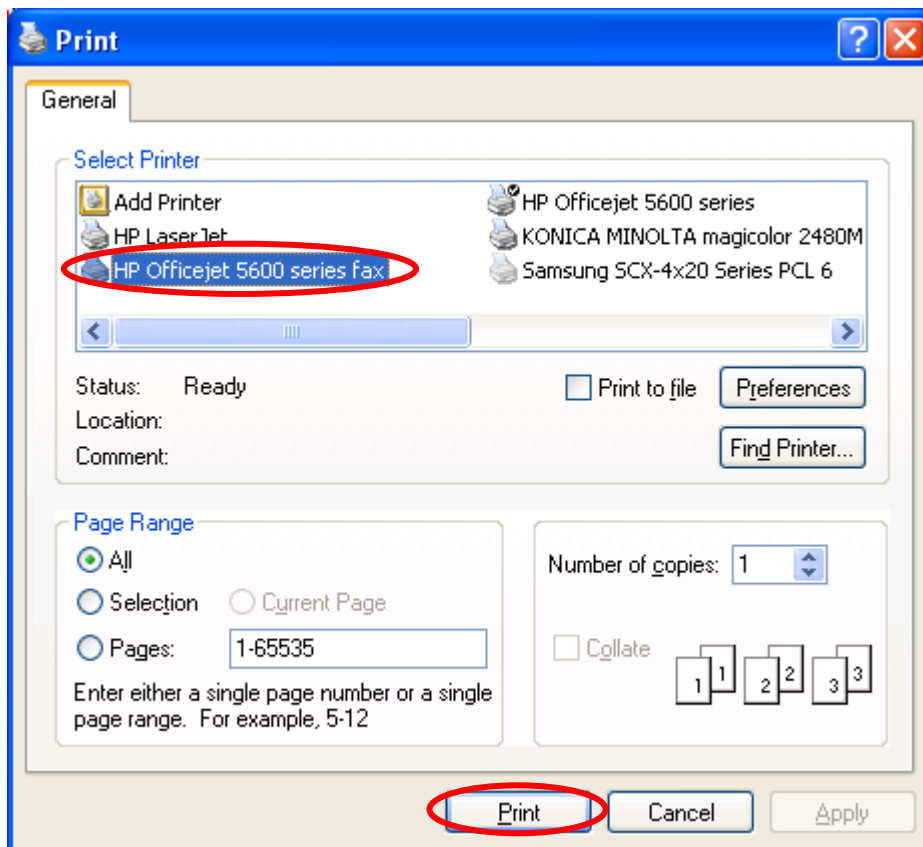 Print
General
Select Printer
Add Printer
HP LaserJet
HP Officejet 5600 series fax
HP Officejet 5600 series
KONICA MINOLTA magicolor 2480M
Samsung SCX-4x20 Series PCL 6
Status: Ready
Location:
Comment:
Print to file
Preferences
Find Printer...
Page Range
All
Selection
Current Page
Pages: 1-65535
Enter either a single page number or a single
page range. For example, 5-12
Number of copies: 1
Collate
1 1 2 2 3 3
Print
Cancel
Apply